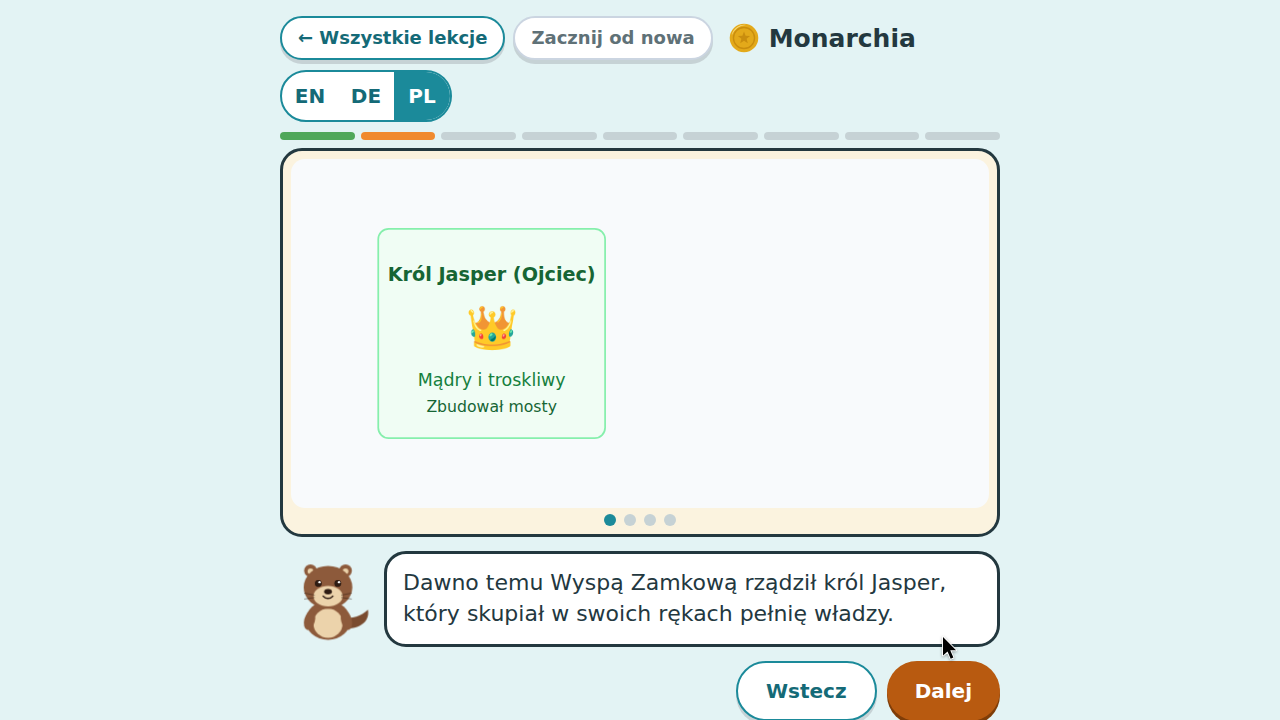 ← Wszystkie lekcje
Zacznij od nowa
Monarchia
EN DE PL
Król Jasper (Ojciec)
Mądry i troskliwy
Zbudował mosty
Dawno temu Wyspą Zamkową rządził król Jasper,
który skupiał w swoich rękach pełnię władzy.
Wstecz
Dalej